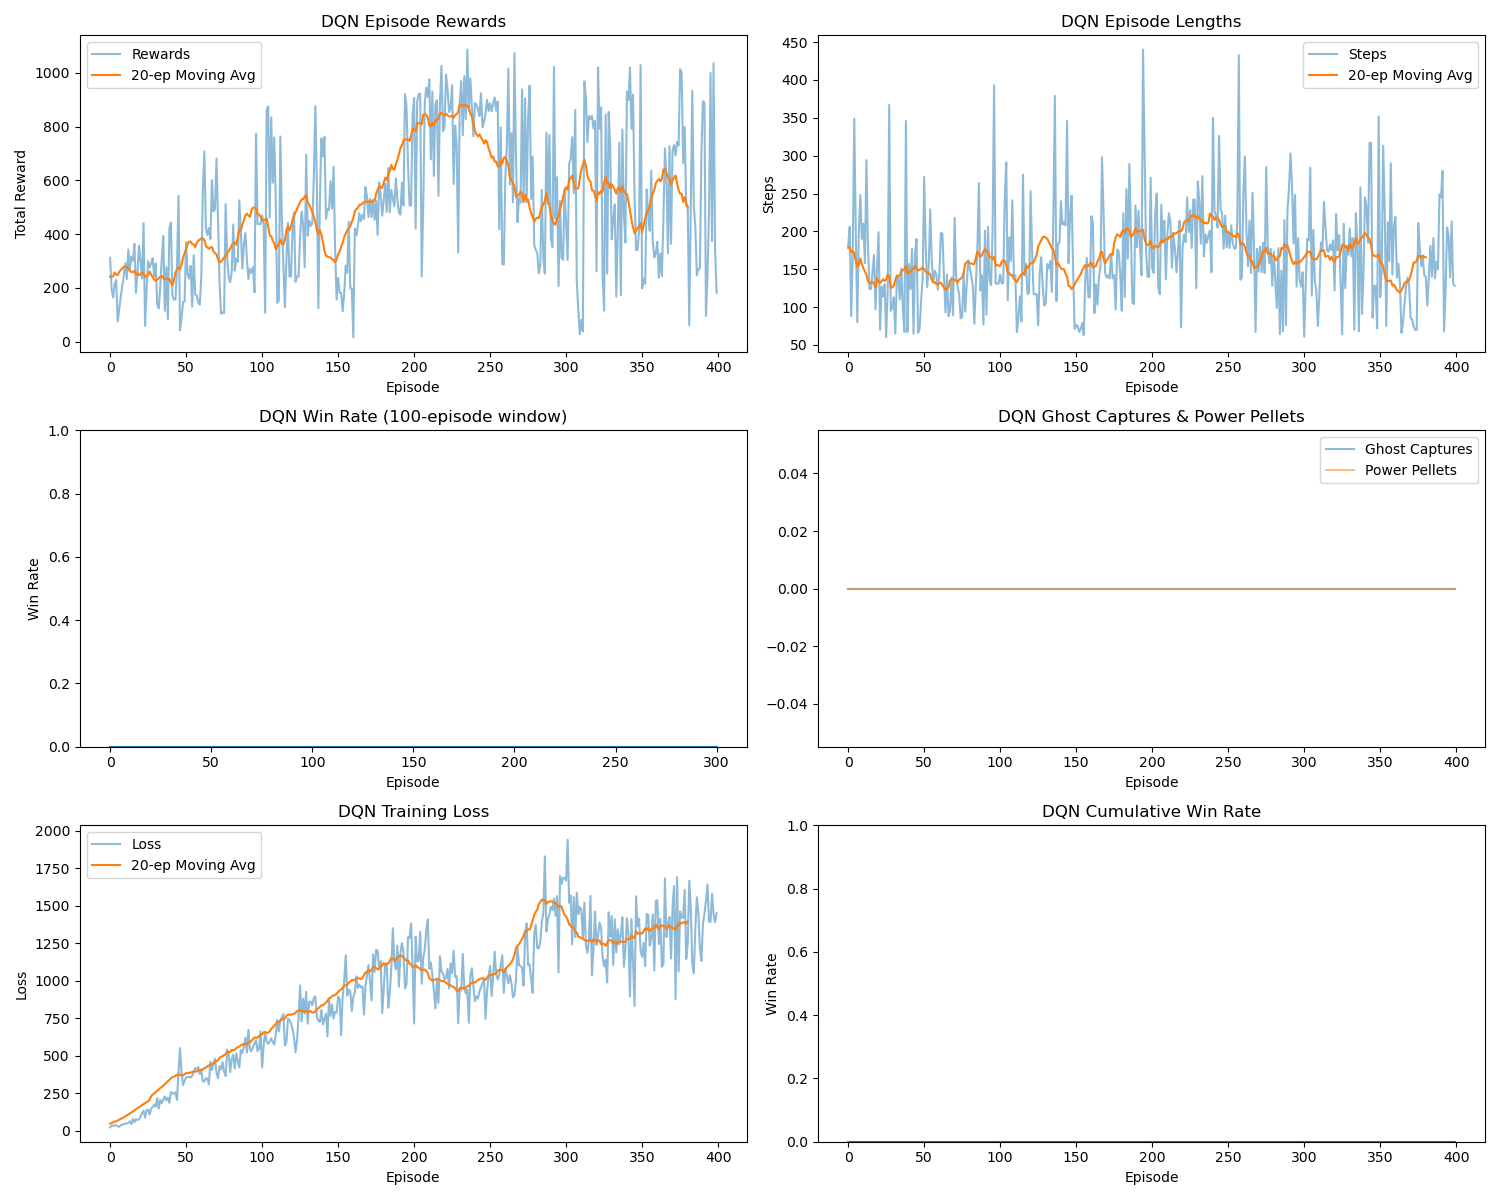 DQN Episode Rewards
Total Reward
1000
800
600
400
200
0
Rewards
20-ep Moving Avg
0 50 100 150 200 250 300 350 400
Episode
DQN Episode Lengths
Steps
450
400
350
300
250
200
150
100
50
Steps
20-ep Moving Avg
0 50 100 150 200 250 300 350 400
Episode
DQN Win Rate (100-episode window)
Win Rate
1.0
0.8
0.6
0.4
0.2
0.0
0 50 100 150 200 250 300
Episode
DQN Ghost Captures & Power Pellets
0.04
0.02
0.00
−0.02
−0.04
Ghost Captures
Power Pellets
0 50 100 150 200 250 300 350 400
Episode
DQN Training Loss
Loss
2000
1750
1500
1250
1000
750
500
250
0
Loss
20-ep Moving Avg
0 50 100 150 200 250 300 350 400
Episode
DQN Cumulative Win Rate
Win Rate
1.0
0.8
0.6
0.4
0.2
0.0
0 50 100 150 200 250 300 350 400
Episode